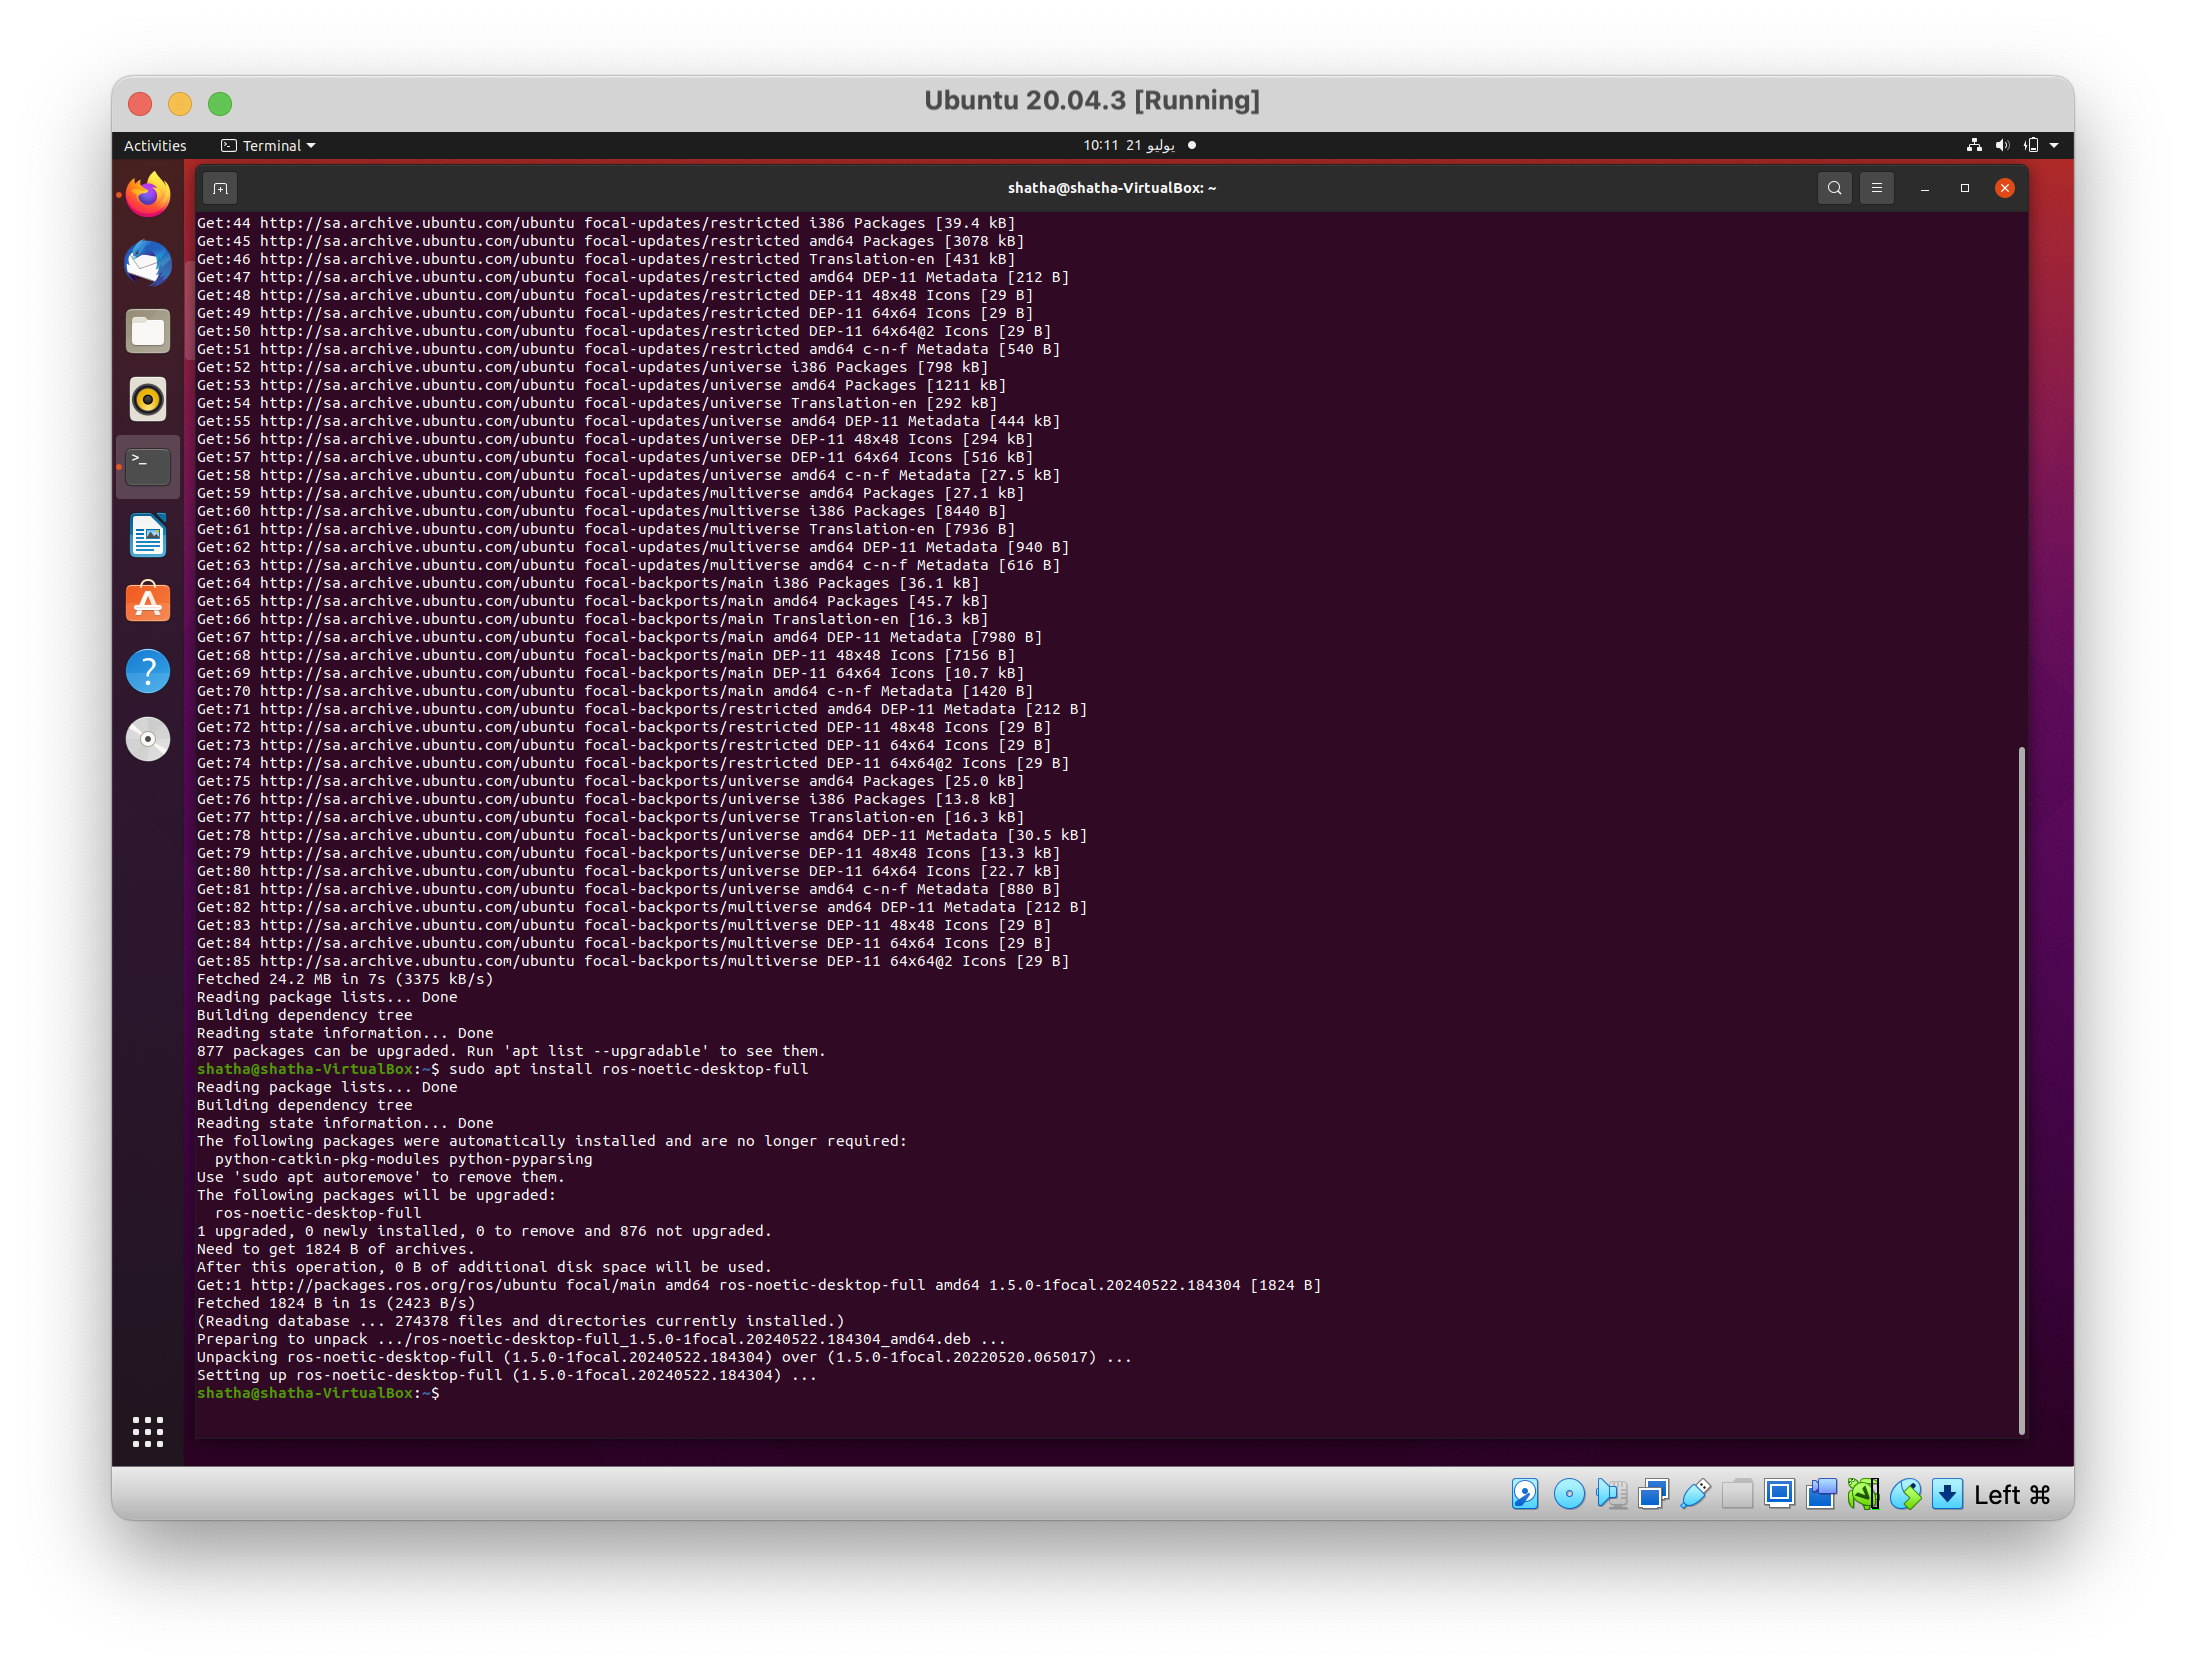 Ubuntu 20.04.3 [Running]
Activities
Terminal
10:11 21 يوليو
shatha@shatha-VirtualBox: ~
Get:44 http://sa.archive.ubuntu.com/ubuntu focal-updates/restricted i386 Packages [39.4 kB]
Get:45 http://sa.archive.ubuntu.com/ubuntu focal-updates/restricted amd64 Packages [3078 kB]
Get:46 http://sa.archive.ubuntu.com/ubuntu focal-updates/restricted Translation-en [431 kB]
Get:47 http://sa.archive.ubuntu.com/ubuntu focal-updates/restricted amd64 DEP-11 Metadata [212 B]
Get:48 http://sa.archive.ubuntu.com/ubuntu focal-updates/restricted DEP-11 48x48 Icons [29 B]
Get:49 http://sa.archive.ubuntu.com/ubuntu focal-updates/restricted DEP-11 64x64 Icons [29 B]
Get:50 http://sa.archive.ubuntu.com/ubuntu focal-updates/restricted DEP-11 64x64@2 Icons [29 B]
Get:51 http://sa.archive.ubuntu.com/ubuntu focal-updates/restricted amd64 c-n-f Metadata [540 B]
Get:52 http://sa.archive.ubuntu.com/ubuntu focal-updates/universe i386 Packages [798 kB]
Get:53 http://sa.archive.ubuntu.com/ubuntu focal-updates/universe amd64 Packages [1211 kB]
Get:54 http://sa.archive.ubuntu.com/ubuntu focal-updates/universe Translation-en [292 kB]
Get:55 http://sa.archive.ubuntu.com/ubuntu focal-updates/universe amd64 DEP-11 Metadata [444 kB]
Get:56 http://sa.archive.ubuntu.com/ubuntu focal-updates/universe DEP-11 48x48 Icons [294 kB]
Get:57 http://sa.archive.ubuntu.com/ubuntu focal-updates/universe DEP-11 64x64 Icons [516 kB]
Get:58 http://sa.archive.ubuntu.com/ubuntu focal-updates/universe amd64 c-n-f Metadata [27.5 kB]
Get:59 http://sa.archive.ubuntu.com/ubuntu focal-updates/multiverse amd64 Packages [27.1 kB]
Get:60 http://sa.archive.ubuntu.com/ubuntu focal-updates/multiverse i386 Packages [8440 B]
Get:61 http://sa.archive.ubuntu.com/ubuntu focal-updates/multiverse Translation-en [7936 B]
Get:62 http://sa.archive.ubuntu.com/ubuntu focal-updates/multiverse amd64 DEP-11 Metadata [940 B]
Get:63 http://sa.archive.ubuntu.com/ubuntu focal-updates/multiverse amd64 c-n-f Metadata [616 B]
Get:64 http://sa.archive.ubuntu.com/ubuntu focal-backports/main i386 Packages [36.1 kB]
Get:65 http://sa.archive.ubuntu.com/ubuntu focal-backports/main amd64 Packages [45.7 kB]
Get:66 http://sa.archive.ubuntu.com/ubuntu focal-backports/main Translation-en [16.3 kB]
Get:67 http://sa.archive.ubuntu.com/ubuntu focal-backports/main amd64 DEP-11 Metadata [7980 B]
Get:68 http://sa.archive.ubuntu.com/ubuntu focal-backports/main DEP-11 48x48 Icons [7156 B]
Get:69 http://sa.archive.ubuntu.com/ubuntu focal-backports/main DEP-11 64x64 Icons [10.7 kB]
Get:70 http://sa.archive.ubuntu.com/ubuntu focal-backports/main amd64 c-n-f Metadata [1420 B]
Get:71 http://sa.archive.ubuntu.com/ubuntu focal-backports/restricted amd64 DEP-11 Metadata [212 B]
Get:72 http://sa.archive.ubuntu.com/ubuntu focal-backports/restricted DEP-11 48x48 Icons [29 B]
Get:73 http://sa.archive.ubuntu.com/ubuntu focal-backports/restricted DEP-11 64x64 Icons [29 B]
Get:74 http://sa.archive.ubuntu.com/ubuntu focal-backports/restricted DEP-11 64x64@2 Icons [29 B]
Get:75 http://sa.archive.ubuntu.com/ubuntu focal-backports/universe amd64 Packages [25.0 kB]
Get:76 http://sa.archive.ubuntu.com/ubuntu focal-backports/universe i386 Packages [13.8 kB]
Get:77 http://sa.archive.ubuntu.com/ubuntu focal-backports/universe Translation-en [16.3 kB]
Get:78 http://sa.archive.ubuntu.com/ubuntu focal-backports/universe amd64 DEP-11 Metadata [30.5 kB]
Get:79 http://sa.archive.ubuntu.com/ubuntu focal-backports/universe DEP-11 48x48 Icons [13.3 kB]
Get:80 http://sa.archive.ubuntu.com/ubuntu focal-backports/universe DEP-11 64x64 Icons [22.7 kB]
Get:81 http://sa.archive.ubuntu.com/ubuntu focal-backports/universe amd64 c-n-f Metadata [880 B]
Get:82 http://sa.archive.ubuntu.com/ubuntu focal-backports/multiverse amd64 DEP-11 Metadata [212 B]
Get:83 http://sa.archive.ubuntu.com/ubuntu focal-backports/multiverse DEP-11 48x48 Icons [29 B]
Get:84 http://sa.archive.ubuntu.com/ubuntu focal-backports/multiverse DEP-11 64x64 Icons [29 B]
Get:85 http://sa.archive.ubuntu.com/ubuntu focal-backports/multiverse DEP-11 64x64@2 Icons [29 B]
Fetched 24.2 MB in 7s (3375 kB/s)
Reading package lists... Done
Building dependency tree
Reading state information... Done
877 packages can be upgraded. Run 'apt list --upgradable' to see them.
shatha@shatha-VirtualBox:~$ sudo apt install ros-noetic-desktop-full
Reading package lists... Done
Building dependency tree
Reading state information... Done
The following packages were automatically installed and are no longer required:
python-catkin-pkg-modules python-pyparsing
Use 'sudo apt autoremove' to remove them.
The following packages will be upgraded:
ros-noetic-desktop-full
1 upgraded, 0 newly installed, 0 to remove and 876 not upgraded.
Need to get 1824 B of archives.
After this operation, 0 B of additional disk space will be used.
Get:1 http://packages.ros.org/ros/ubuntu focal/main amd64 ros-noetic-desktop-full amd64 1.5.0-1focal.20240522.184304 [1824 B]
Fetched 1824 B in 1s (2423 B/s)
(Reading database ... 274378 files and directories currently installed.)
Preparing to unpack .../ros-noetic-desktop-full_1.5.0-1focal.20240522.184304_amd64.deb ...
Unpacking ros-noetic-desktop-full (1.5.0-1focal.20240522.184304) over (1.5.0-1focal.20220520.065017) ...
Setting up ros-noetic-desktop-full (1.5.0-1focal.20240522.184304) ...
shatha@shatha-VirtualBox:~$
Left ⌘